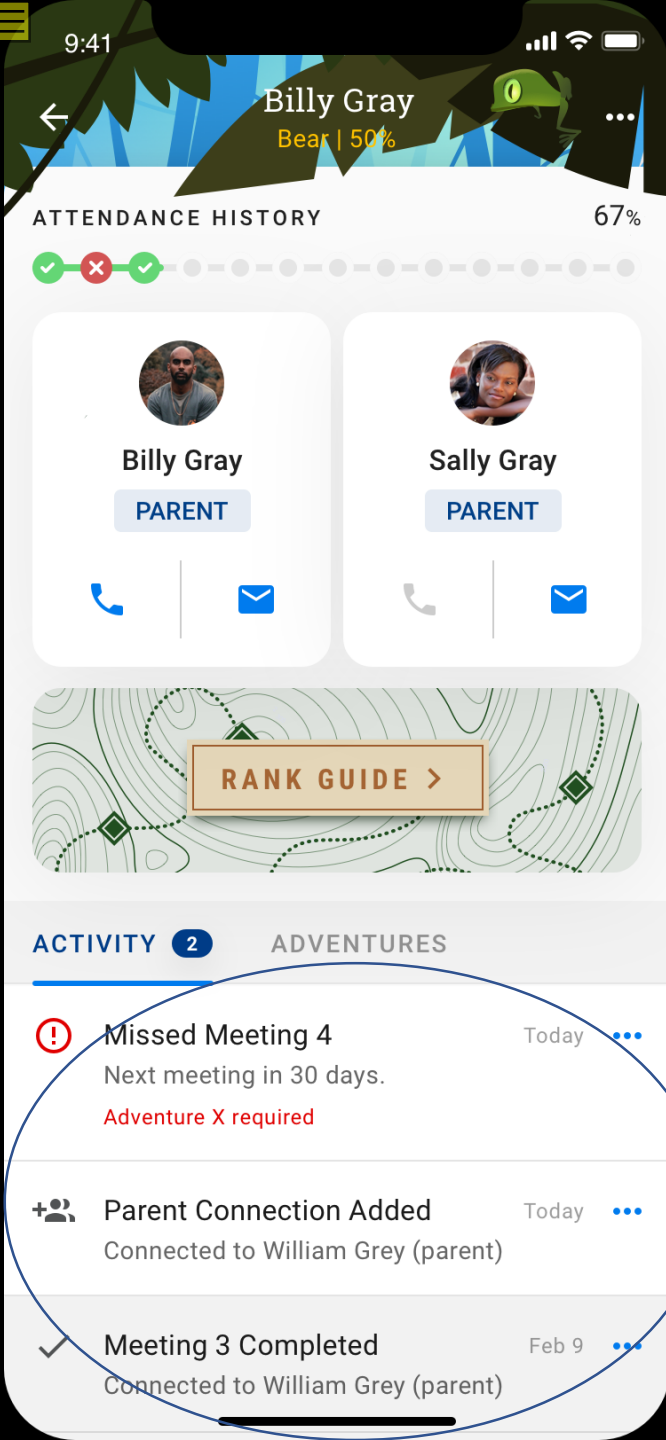 9:41
Billy Gray
Bear | 50%
ATTENDANCE HISTORY 67%
Billy Gray Sally Gray
PARENT PARENT
RANK GUIDE
ACTIVITY 2 ADVENTURES
Missed Meeting 4 Today
Next meeting in 30 days.
Adventure X required
Parent Connection Added Today
Connected to William Grey (parent)
Meeting 3 Completed Feb 9
Connected to William Grey (parent)